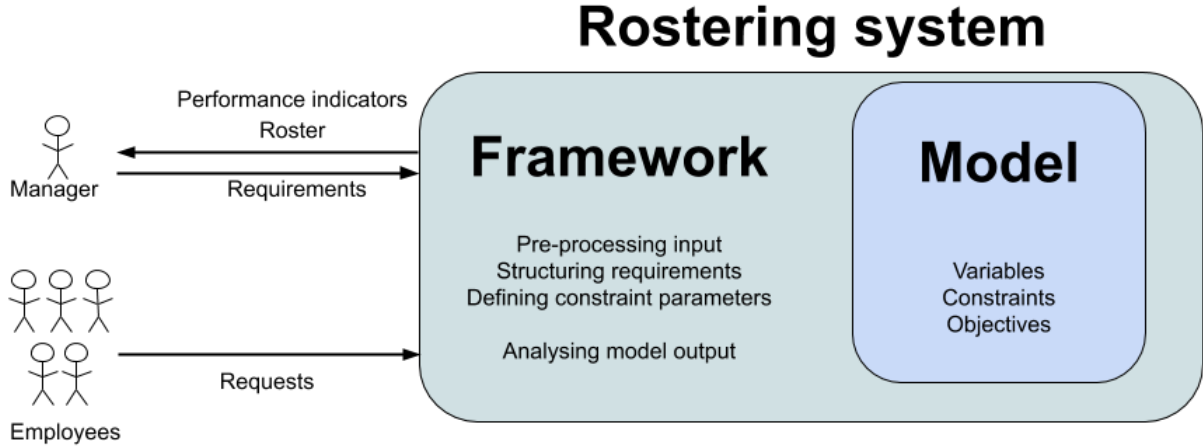 Rostering system
Performance indicators
Roster
Requirements
Manager
Requests
Employees
Framework
Pre-processing input
Structuring requirements
Defining constraint parameters
Analysing model output
Model
Variables
Constraints
Objectives